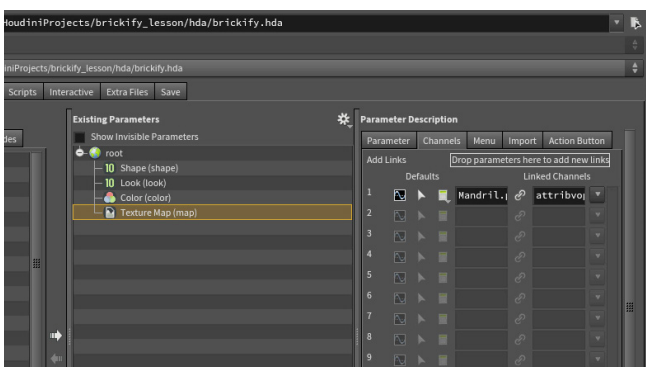 HoudiniProjects/brickify_lesson/hda/brickify.hda
iniProjects/brickify_lesson/hda/brickify.hda
Scripts Interactive Extra Files Save
Existing Parameters Parameter Description
des Show Invisible Parameters Parameter Channels Menu Import Action Button
root
Add Links Drop parameters here to add new links
Shape (shape)
Defaults Linked Channels
Look (look)
1 Mandril. attribvo
Color (color)
2
Texture Map (map)
3
4
5
6
7
8
9